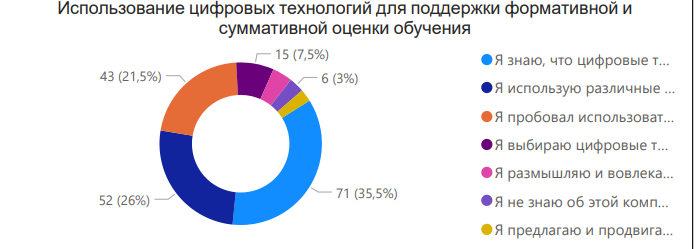 Использование цифровых технологий для поддержки формативной и
суммативной оценки обучения
15 (7,5%)
6 (3%)
43 (21,5%)
52 (26%)
71 (35,5%)
Я знаю, что цифровые т...
Я использую различные ...
Я пробовал использоват...
Я выбираю цифровые т...
Я размышляю и вовлека...
Я не знаю об этой комп...
Я предлагаю и продвига...